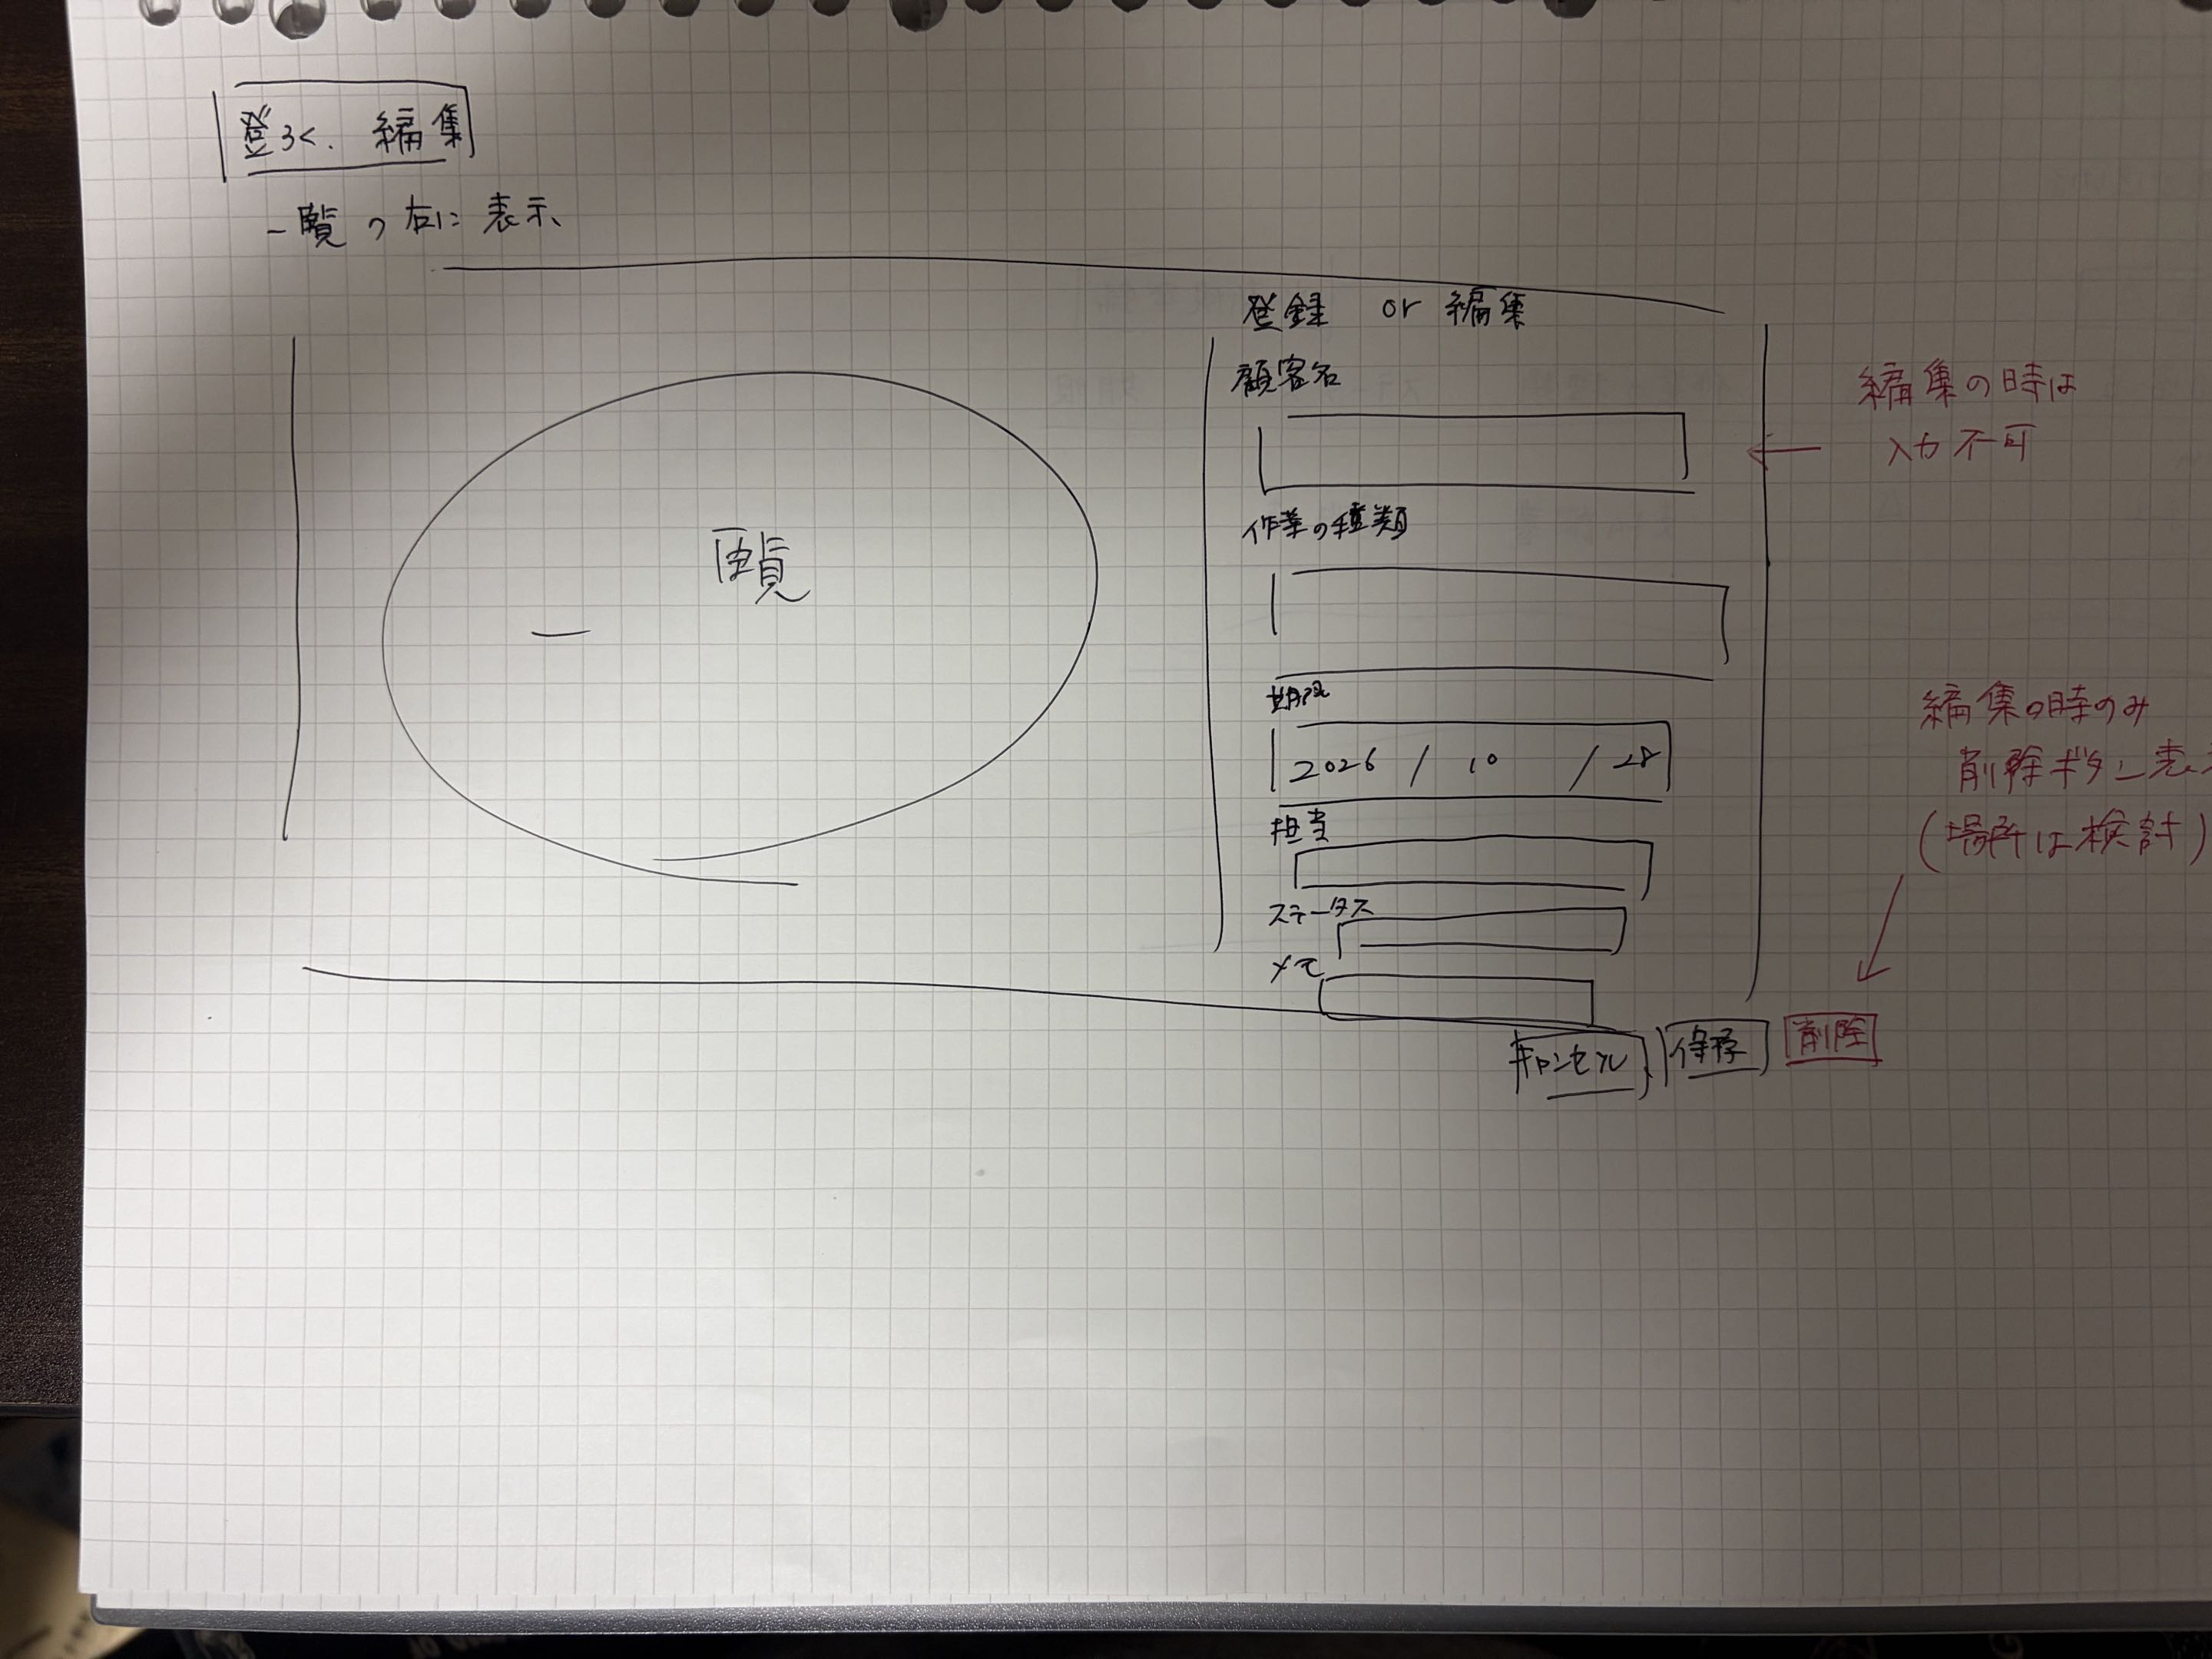 登ろく. 編集
一覧の右に表示
登録 or 編集
顧客名
編集の時は
入力不可
一覧
作業の種類
期限
2026 / 10 / 28
編集の時のみ
削除ボタン表示
(場所は検討)
担当
ステータス
メモ
キャンセル 保存 削除